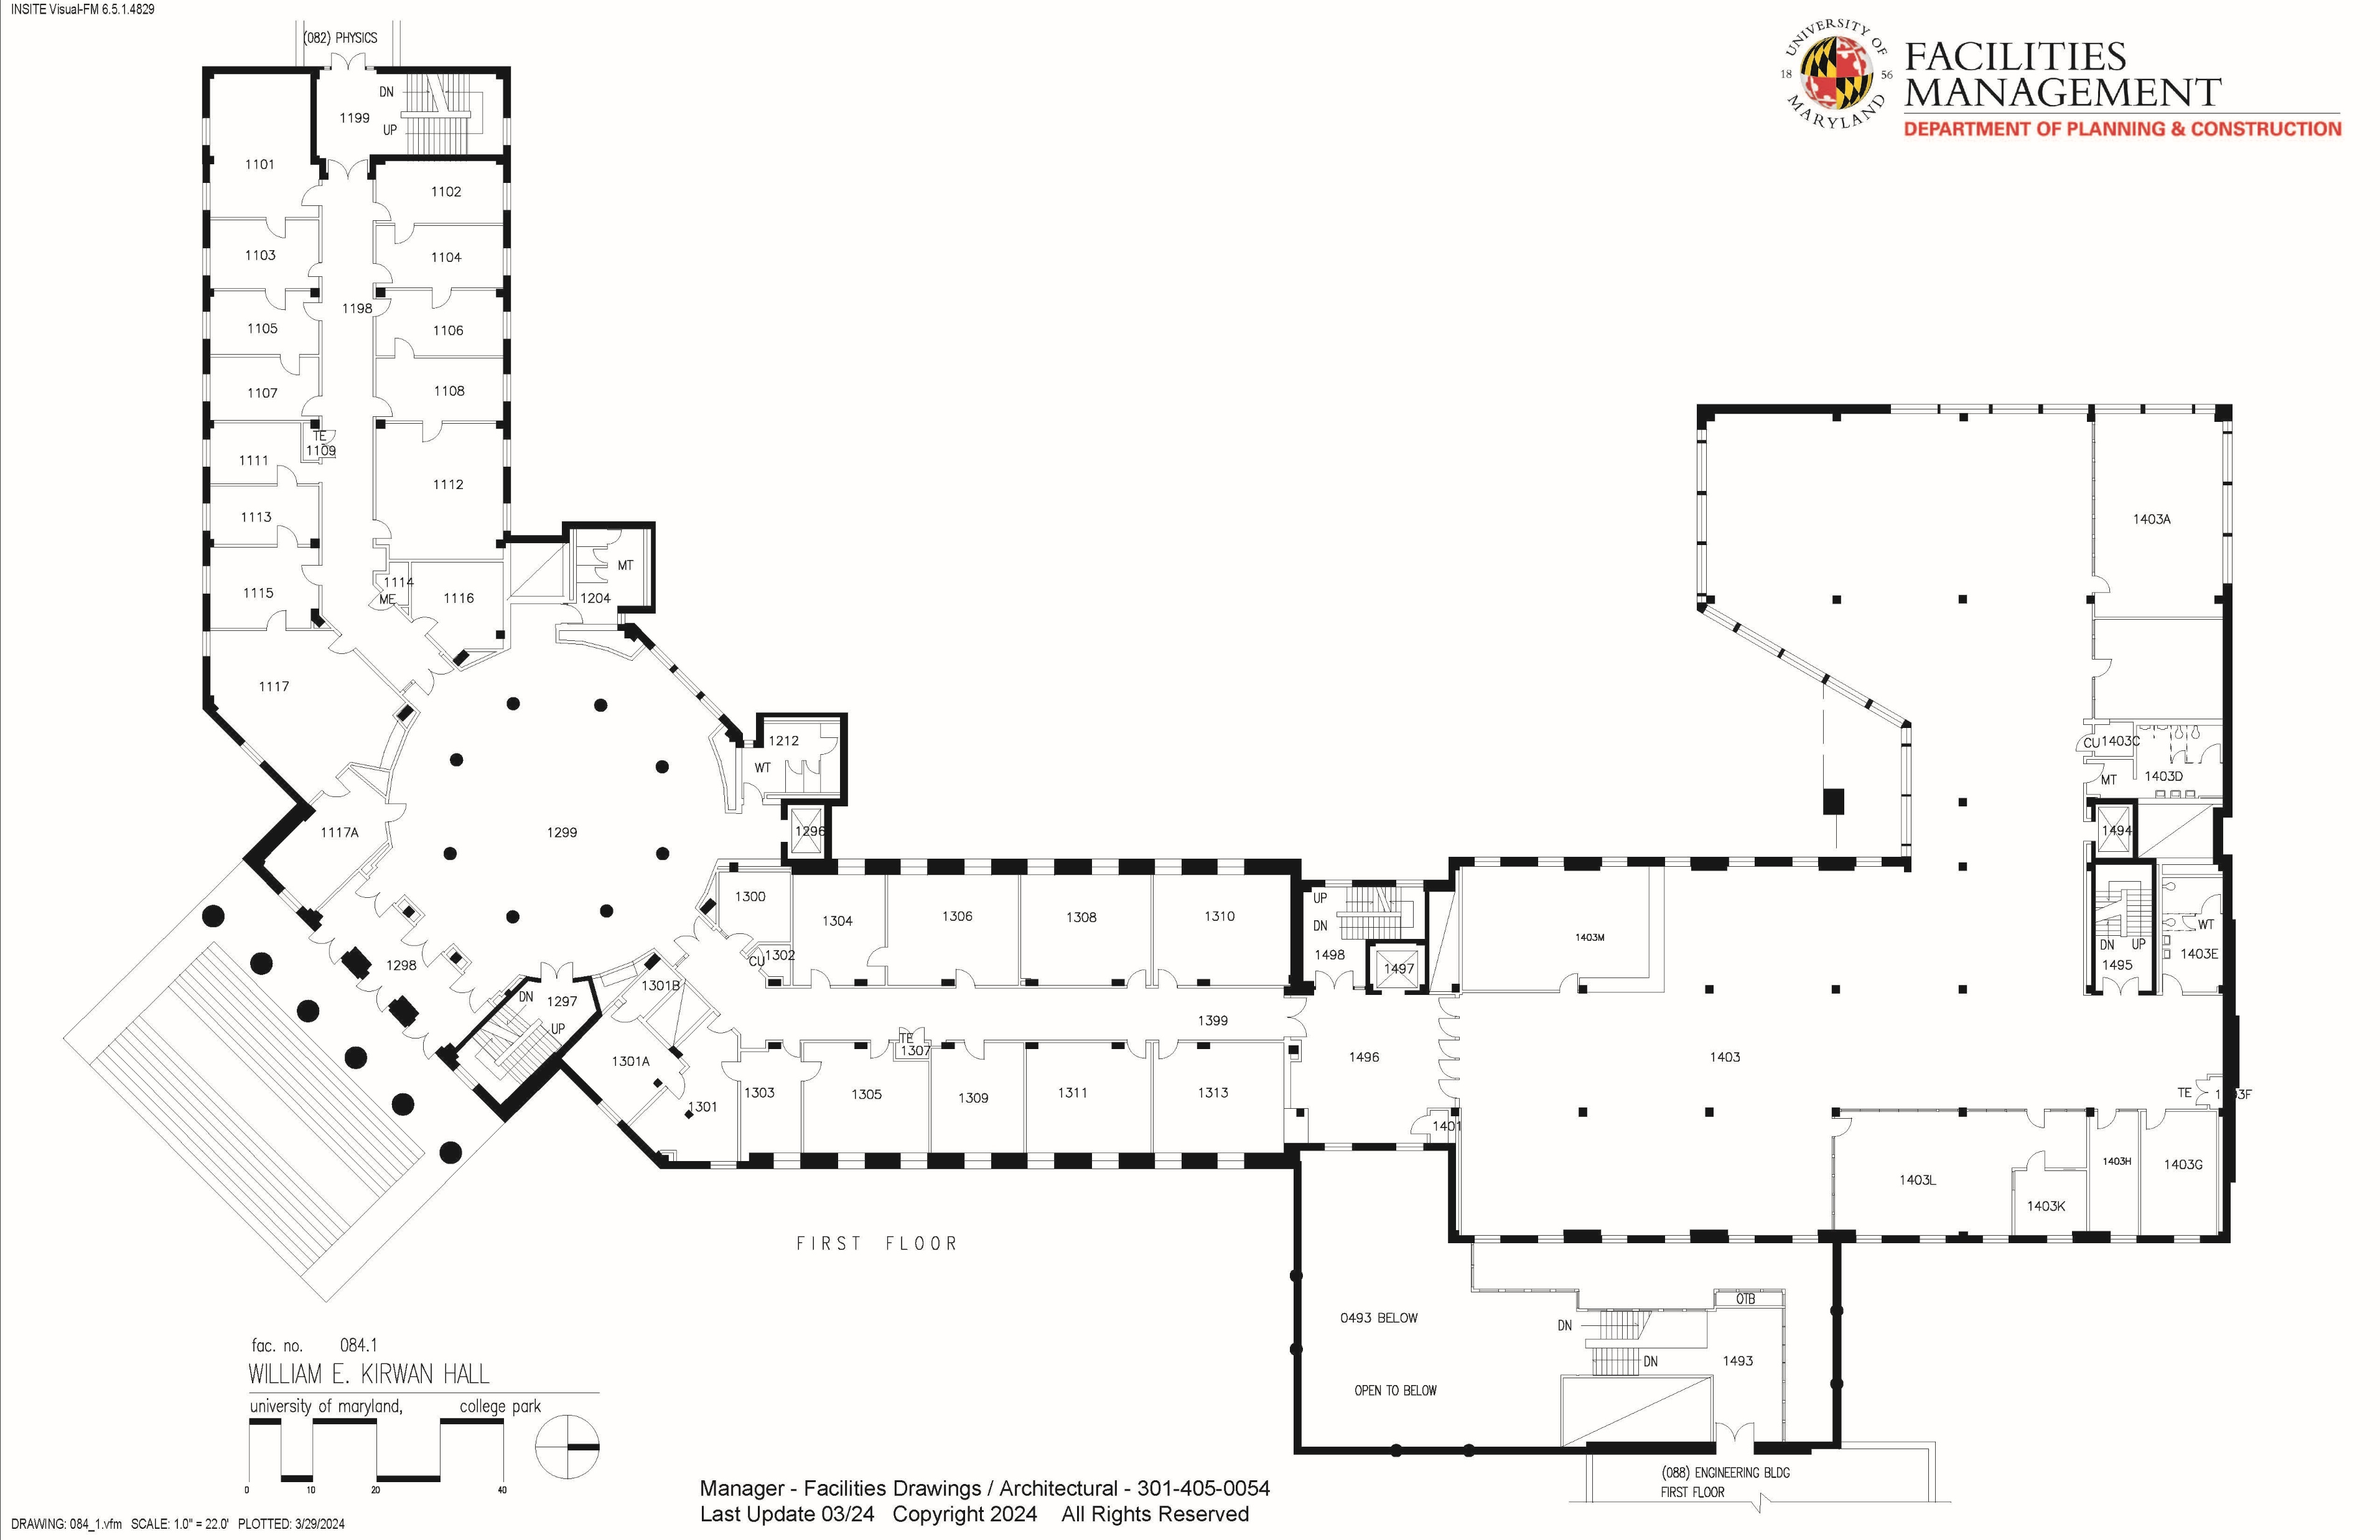 INSITE Visual-FM 6.5.1.4829
UNIVERSITY OF
18 56
MARYLAND
FACILITIES
MANAGEMENT
DEPARTMENT OF PLANNING & CONSTRUCTION
(082) PHYSICS
DN
1199
UP
1101
1102
1103
1104
1198
1105
1106
1107
1108
TE
1109
1111
1112
1113
1114
ME
1115
1116
MT
1204
1117
1117A
1212
WT
1299
1296
1298
DN
1297
UP
1300
1302
CU
1304
1306
1308
1310
1301B
1301A
1301
1303
1305
TE
1307
1309
1311
1313
1399
UP
DN
1498
1497
1496
1401
1403M
1403
1403A
CU
1403C
MT
1403D
1494
DN
UP
1495
WT
1403E
TE
1403L
1403K
1403H
1403G
FIRST FLOOR
0493 BELOW
OPEN TO BELOW
OTB
DN
DN
1493
(088) ENGINEERING BLDG
FIRST FLOOR
fac. no. 084.1
WILLIAM E. KIRWAN HALL
university of maryland, college park
0 10 20 40
Manager - Facilities Drawings / Architectural - 301-405-0054
Last Update 03/24 Copyright 2024 All Rights Reserved
DRAWING: 084_1.vfm SCALE: 1.0" = 22.0' PLOTTED: 3/29/2024